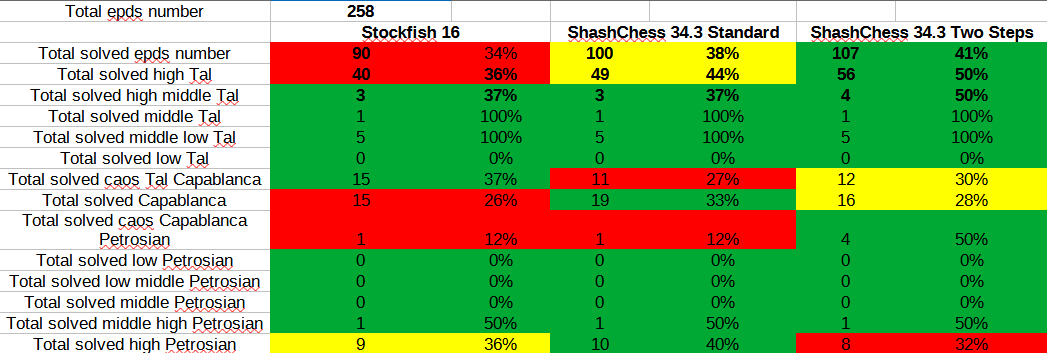 Total epds number 258
Stockfish 16 ShashChess 34.3 Standard ShashChess 34.3 Two Steps
Total solved epds number 90 34% 100 38% 107 41%
Total solved high Tal 40 36% 49 44% 56 50%
Total solved high middle Tal 3 37% 3 37% 4 50%
Total solved middle Tal 1 100% 1 100% 1 100%
Total solved middle low Tal 5 100% 5 100% 5 100%
Total solved low Tal 0 0% 0 0% 0 0%
Total solved caos Tal Capablanca 15 37% 11 27% 12 30%
Total solved Capablanca 15 26% 19 33% 16 28%
Total solved caos Capablanca
Petrosian 1 12% 1 12% 4 50%
Total solved low Petrosian 0 0% 0 0% 0 0%
Total solved low middle Petrosian 0 0% 0 0% 0 0%
Total solved middle Petrosian 0 0% 0 0% 0 0%
Total solved middle high Petrosian 1 50% 1 50% 1 50%
Total solved high Petrosian 9 36% 10 40% 8 32%